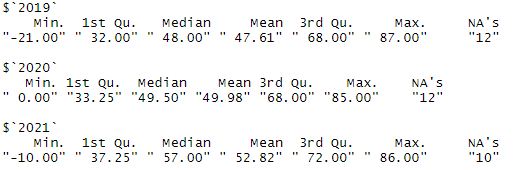 $`2019`
Min. 1st Qu. Median Mean 3rd Qu. Max. NA's
"-21.00" " 32.00" " 48.00" " 47.61" " 68.00" " 87.00" "12"
$`2020`
Min. 1st Qu. Median Mean 3rd Qu. Max. NA's
" 0.00" "33.25" "49.50" "49.98" "68.00" "85.00" "12"
$`2021`
Min. 1st Qu. Median Mean 3rd Qu. Max. NA's
"-10.00" " 37.25" " 57.00" " 52.82" " 72.00" " 86.00" "10"